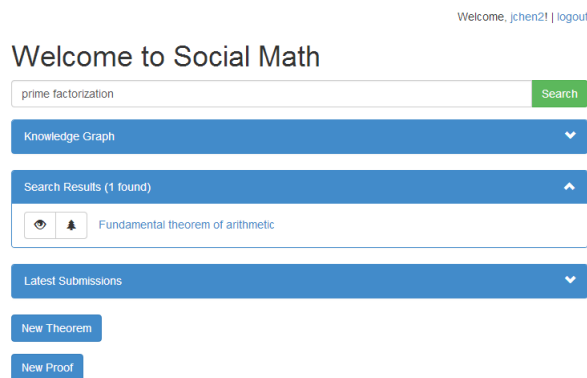 Welcome, jchen2! | logout
Welcome to Social Math
prime factorization
Search
Knowledge Graph
Search Results (1 found)
Fundamental theorem of arithmetic
Latest Submissions
New Theorem
New Proof